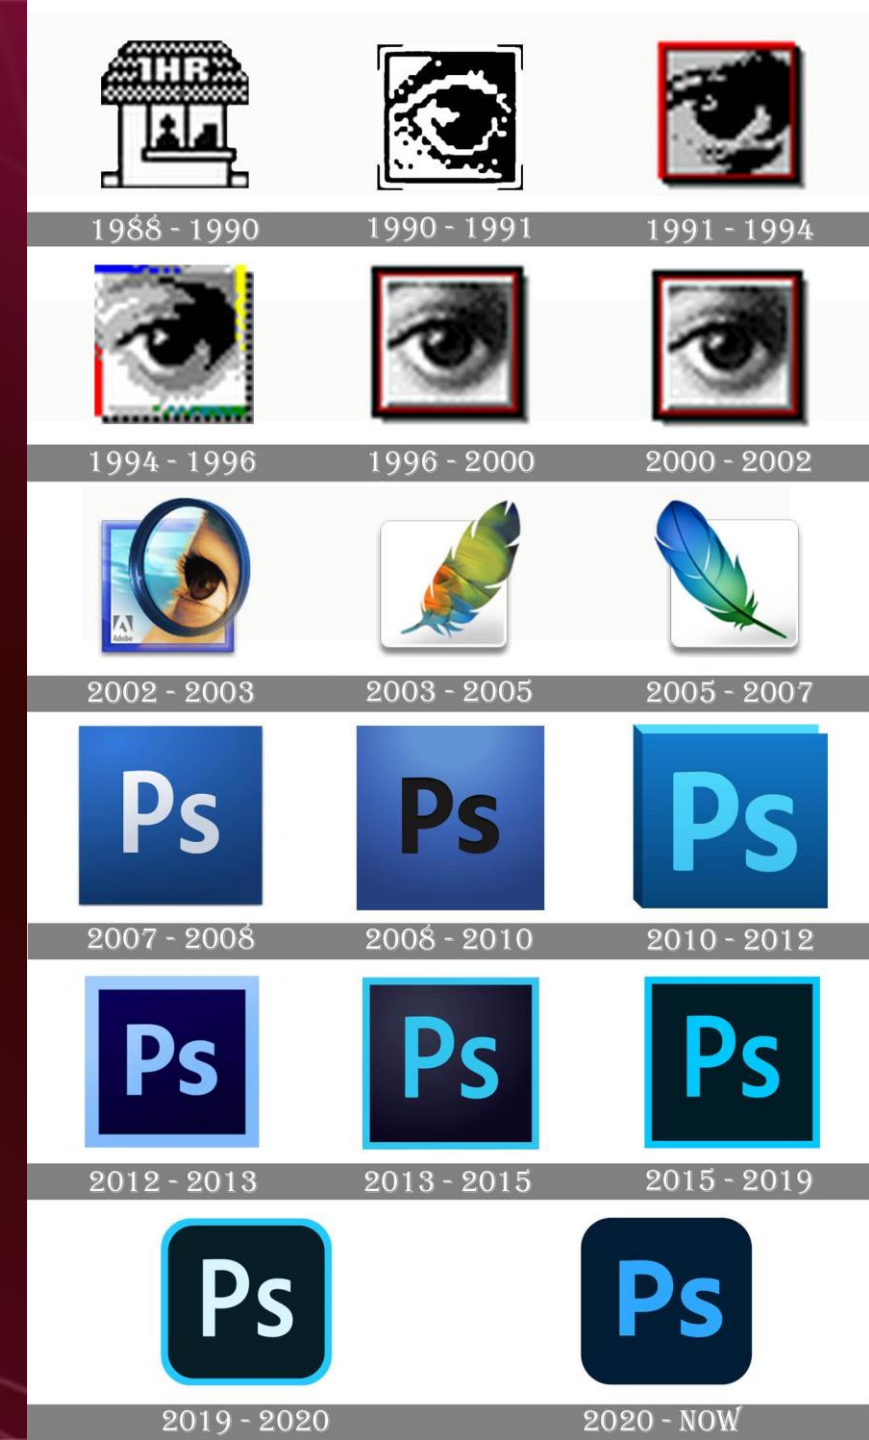 1HR
1988 - 1990
1990 - 1991
1991 - 1994
1994 - 1996
1996 - 2000
2000 - 2002
Adobe
2002 - 2003
2003 - 2005
2005 - 2007
Ps
Ps
Ps
2007 - 2008
2008 - 2010
2010 - 2012
Ps
Ps
Ps
2012 - 2013
2013 - 2015
2015 - 2019
Ps
Ps
2019 - 2020
2020 - NOW